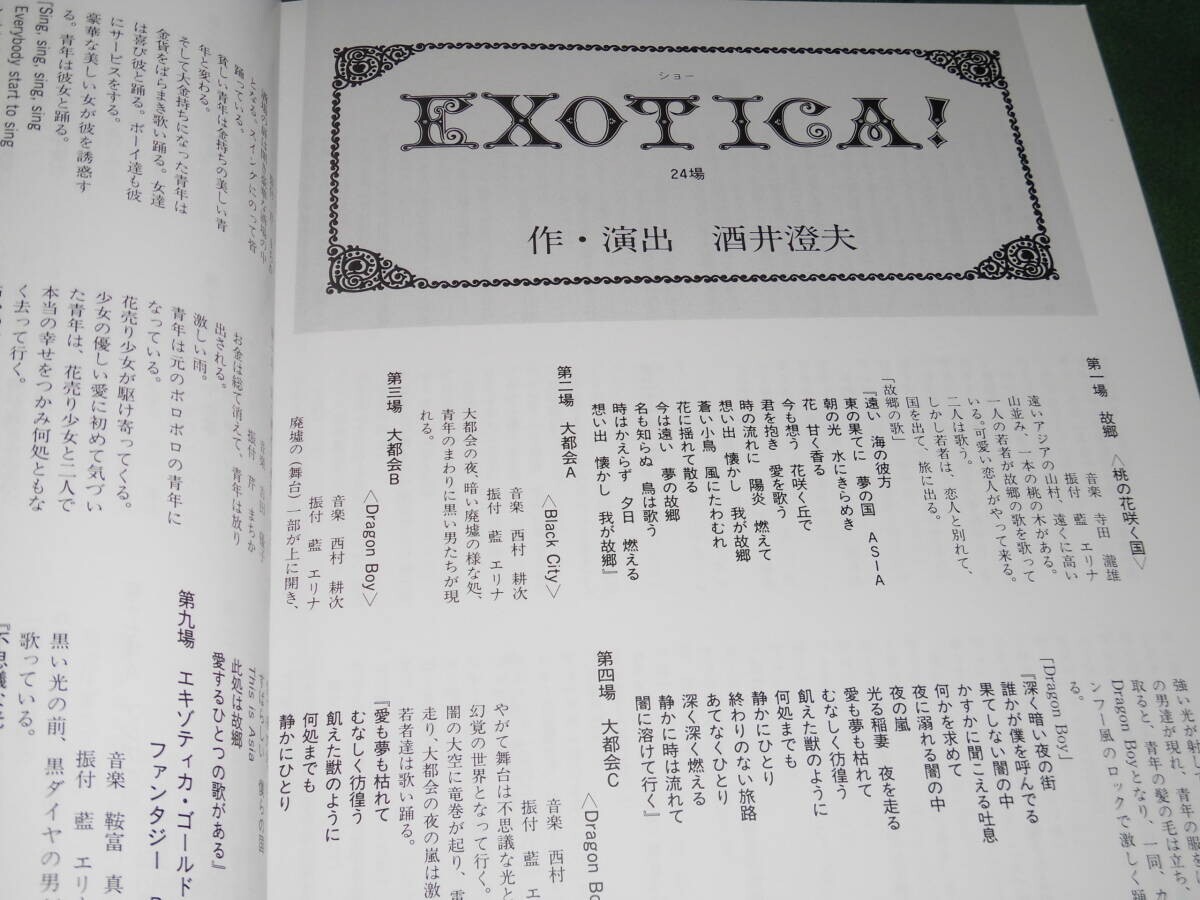 ショー
EXOTICA!
24場
作・演出　酒井澄夫
第一場　故郷　〈桃の花咲く国〉
音楽　寺田　瀧雄
振付　藍　エリナ
遠いアジアの山村、遠くに高い
山並み、一本の桃の木がある。
一人の若者が故郷の歌を歌って
いる。可愛い恋人がやって来る。
二人は歌う。
しかし若者は、恋人と別れて、
国を出て、旅に出る。
「故郷の歌」
『遠い　海の彼方
東の果てに　夢の国　ASIA
朝の光　水にきらめき
花　甘く香る
今も想う　花咲く丘で
君を抱き　愛を歌う
時の流れに　陽炎　燃えて
想い出　懐かし　我が故郷
蒼い小鳥　風にたわむれ
花に揺れて散る
今は遠い　夢の故郷
名も知らぬ　鳥は歌う
時はかえらず　夕日　燃える
想い出　懐かし　我が故郷』
第二場　大都会A
〈Black City〉
音楽　西村　耕次
振付　藍　エリナ
大都会の夜、暗い廃墟の様な処、
青年のまわりに黒い男たちが現
れる。
第三場　大都会B
〈Dragon Boy〉
音楽　西村　耕次
振付　藍　エリナ
廃墟の（舞台）一部が上に開き、
強い光が射し
の男達が現れ、青年の服を
取ると、青年の髪の毛は立ち、
Dragon Boyとなり、一同、カ
ンフー風のロックで激しく踊
る。
「Dragon Boy」
『深く暗い夜の街
誰かが僕を呼んでる
果てしない闇の中
かすかに聞こえる吐息
何かを求めて
夜に溺れる闇の中
夜の嵐
光る稲妻　夜を走る
愛も夢も枯れて
むなしく彷徨う
飢えた獣のように
何処までも
静かにひとり
終わりのない旅路
あてなくひとり
深く深く燃える
静かに時は流れて
闇に溶けて行く』
第四場　大都会C
〈Dragon Bo
音楽　西村
振付　藍　エ
やがて舞台は不思議な光と
幻覚の世界となって行く。
闇の大空に竜巻が起り、雷
走り、大都会の夜の嵐は激
若者達は歌い踊る。
『愛も夢も枯れて
むなしく彷徨う
飢えた獣のように
何処までも
静かにひとり
踊っている。
貧しい青年は金持ちの美しい青
年と変わる。
そして大金持ちになった青年は
金貨をばらまき歌い踊る。女達
は喜び彼と踊る。ボーイ達も彼
にサービスをする。
豪華な美しい女が彼を誘惑す
る。青年は彼女と踊る。
『Sing, sing, sing, sing
Everybody start to sing
お金は総て消えて、青年は放り
出される。
激しい雨。
青年は元のボロボロの青年に
なっている。
花売り少女が駆け寄ってくる。
少女の優しい愛に初めて気づい
た青年は、花売り少女と二人で
本当の幸せをつかみ何処ともな
く去って行く。
This is Asia
此処は故郷
愛するひとつの歌がある』
第九場　エキゾティカ・ゴールド
ファンタジー
音楽　鞍富　真
振付　藍　エリ
黒い光の前、黒ダイヤの男
歌っている。